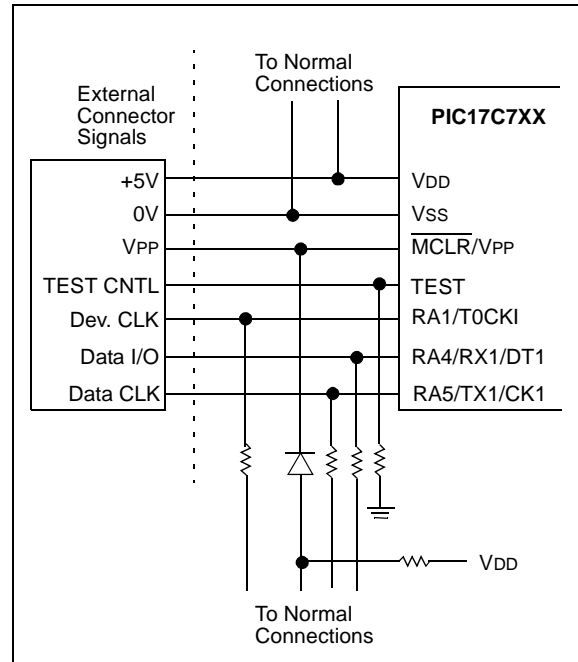 To Normal
Connections
External
Connector
Signals
PIC17C7XX
+5V
VDD
0V
VSS
VPP
MCLR/VPP
TEST CNTL
TEST
Dev. CLK
RA1/T0CKI
Data I/O
RA4/RX1/DT1
Data CLK
RA5/TX1/CK1
VDD
To Normal
Connections